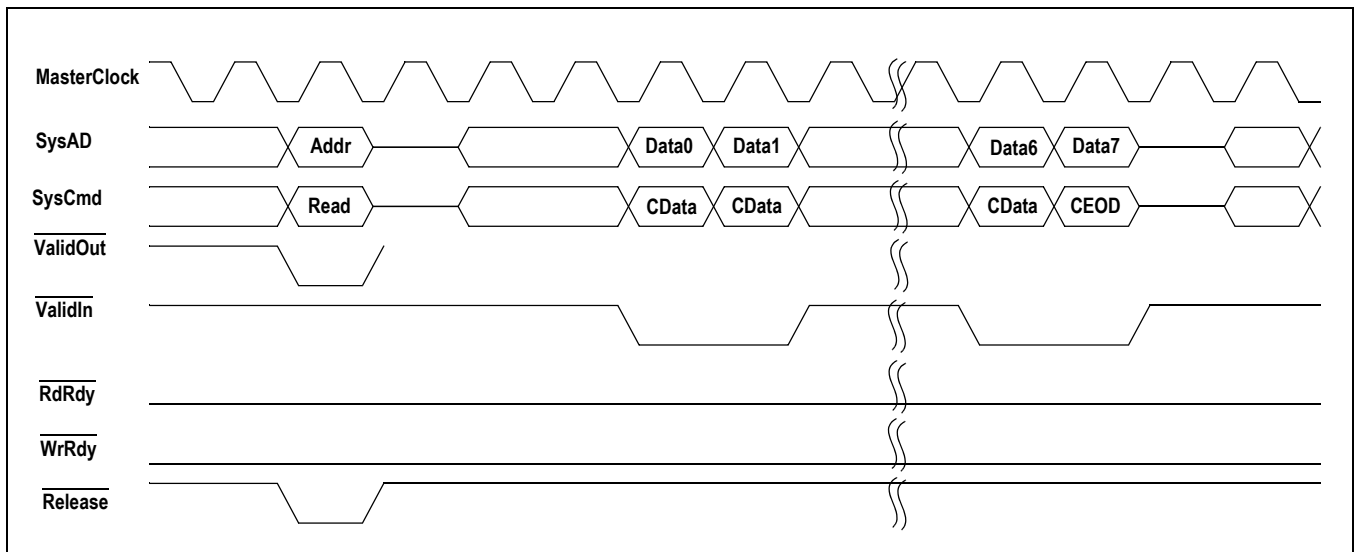 MasterClock
SysAD Addr Data0 Data1 Data6 Data7
SysCmd Read CData CData CData CEOD
ValidOut
ValidIn
RdRdy
WrRdy
Release